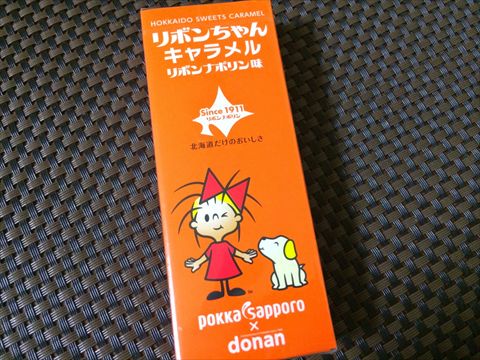 HOKKAIDO SWEETS CARAMEL
リボンちゃん
キャラメル
リボンナポリン味
Since 1911
リボンナポリン
北海道だけのおいしさ
TM
POKKA sapporo
×
donan